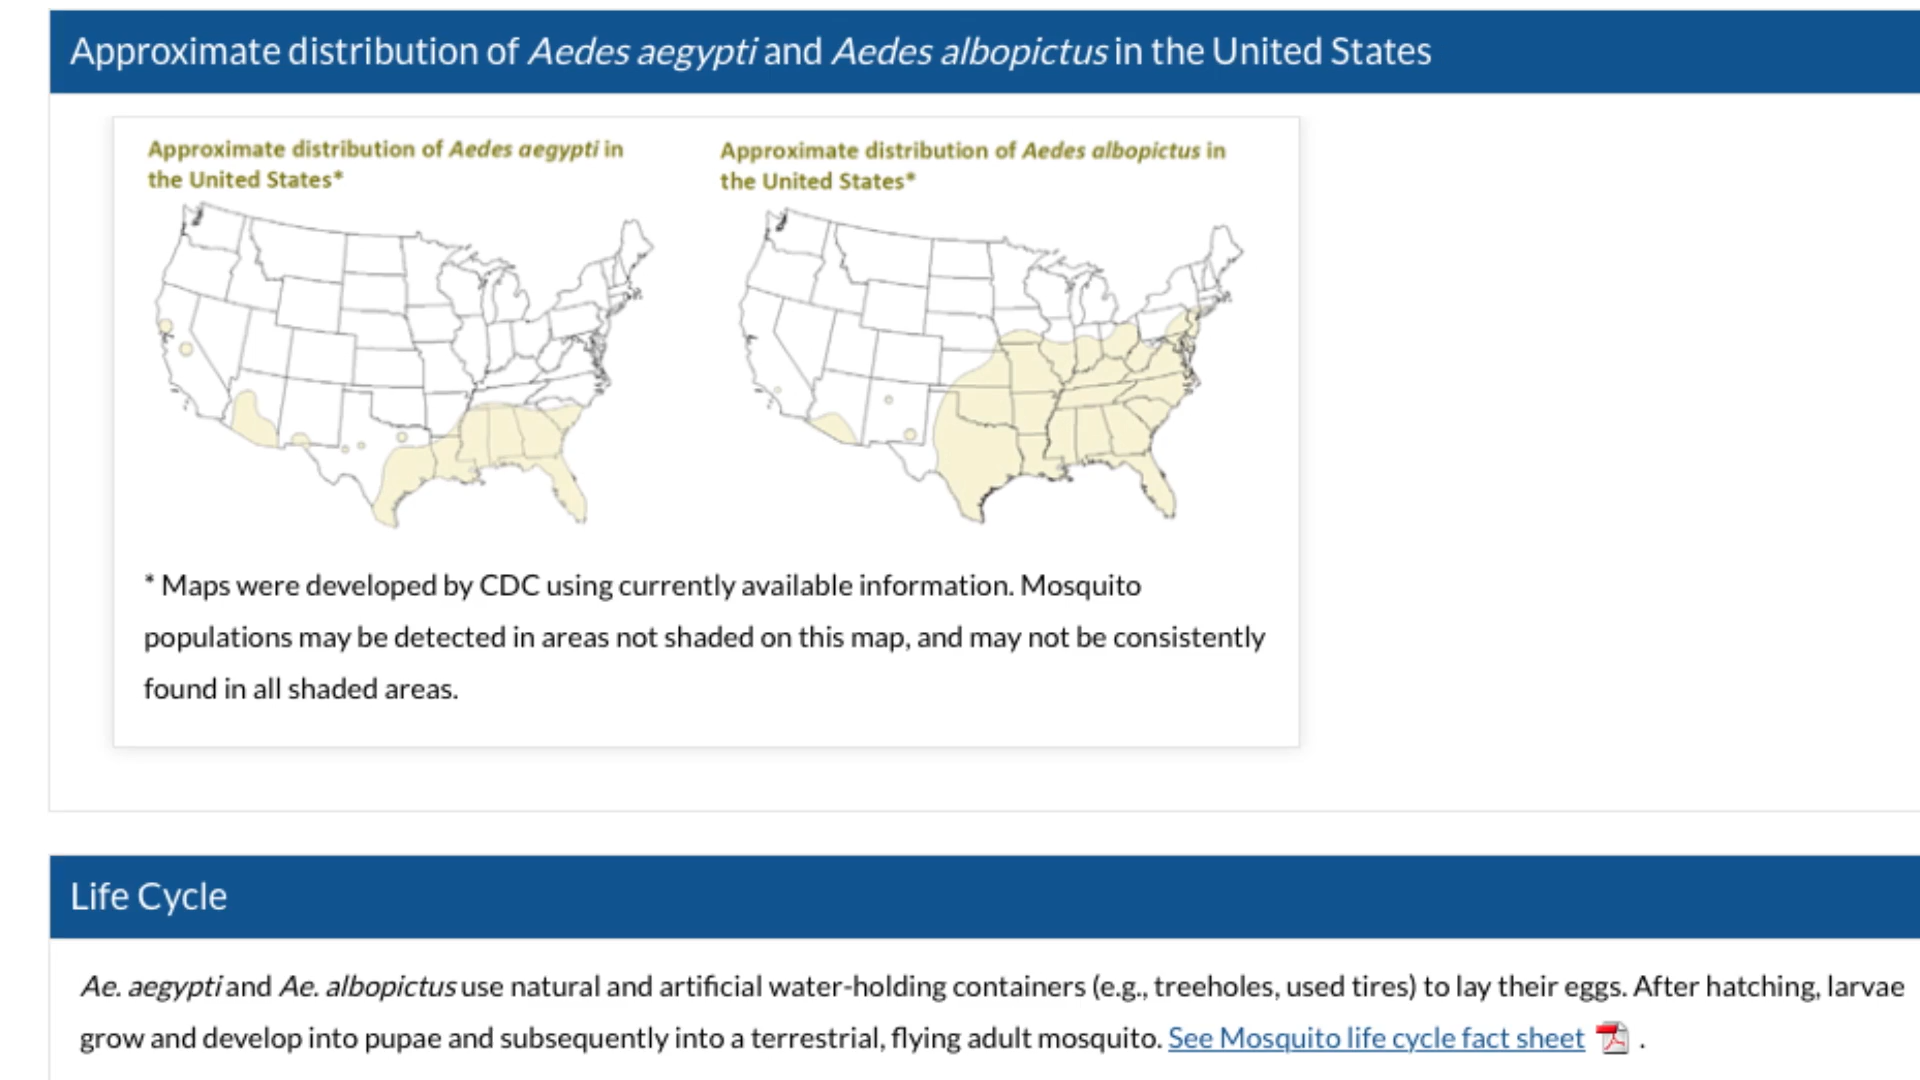 Approximate distribution of Aedes aegypti and Aedes albopictus in the United States
Approximate distribution of Aedes aegypti in
the United States*
Approximate distribution of Aedes albopictus in
the United States*
* Maps were developed by CDC using currently available information. Mosquito
populations may be detected in areas not shaded on this map, and may not be consistently
found in all shaded areas.
Life Cycle
Ae. aegypti and Ae. albopictus use natural and artificial water-holding containers (e.g., treeholes, used tires) to lay their eggs. After hatching, larvae
grow and develop into pupae and subsequently into a terrestrial, flying adult mosquito. See Mosquito life cycle fact sheet .